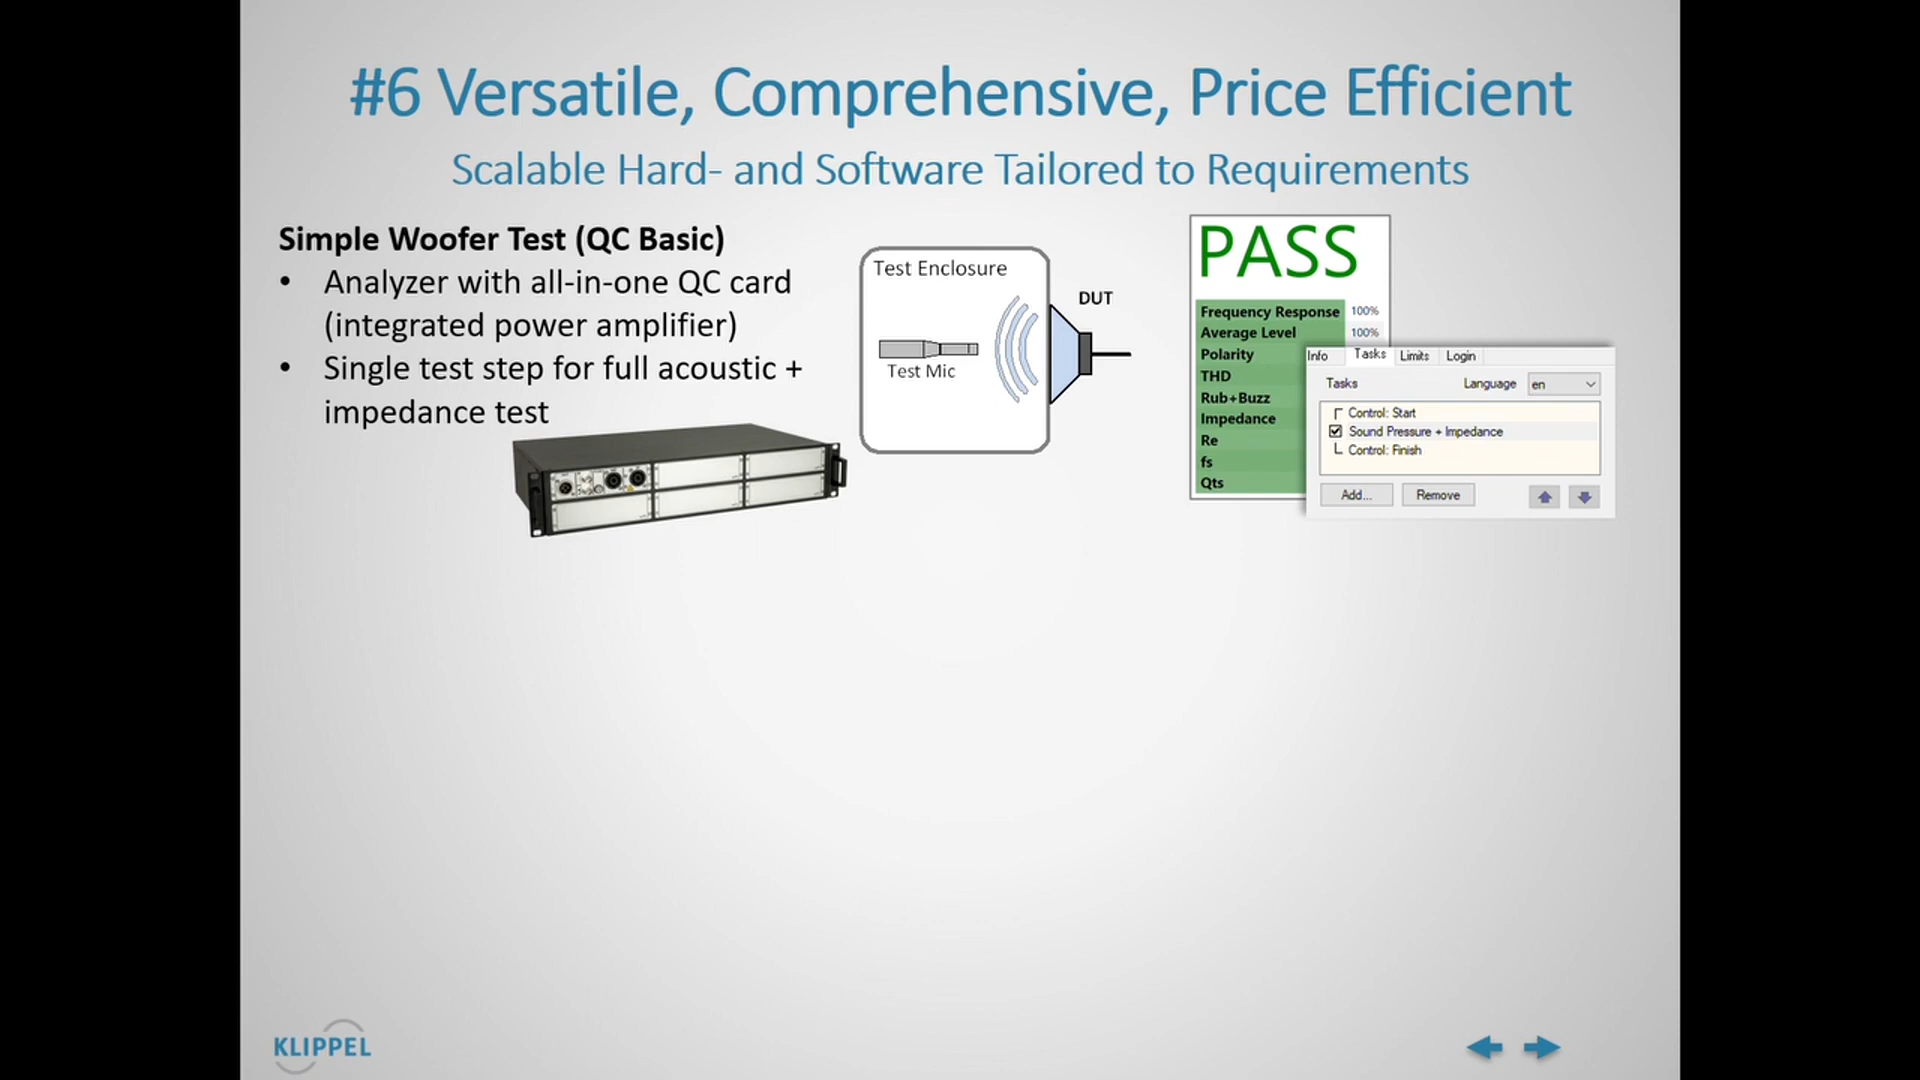 #6 Versatile, Comprehensive, Price Efficient
Scalable Hard- and Software Tailored to Requirements
Simple Woofer Test (QC Basic)
• Analyzer with all-in-one QC card
(integrated power amplifier)
• Single test step for full acoustic +
impedance test
Test Enclosure
Test Mic
DUT
PASS
Frequency Response 100%
Average Level 100%
Polarity
THD
Rub+Buzz
Impedance
Re
fs
Qts
Info Tasks Limits Login
Tasks Language en
Control: Start
Sound Pressure + Impedance
Control: Finish
Add... Remove
KLIPPEL